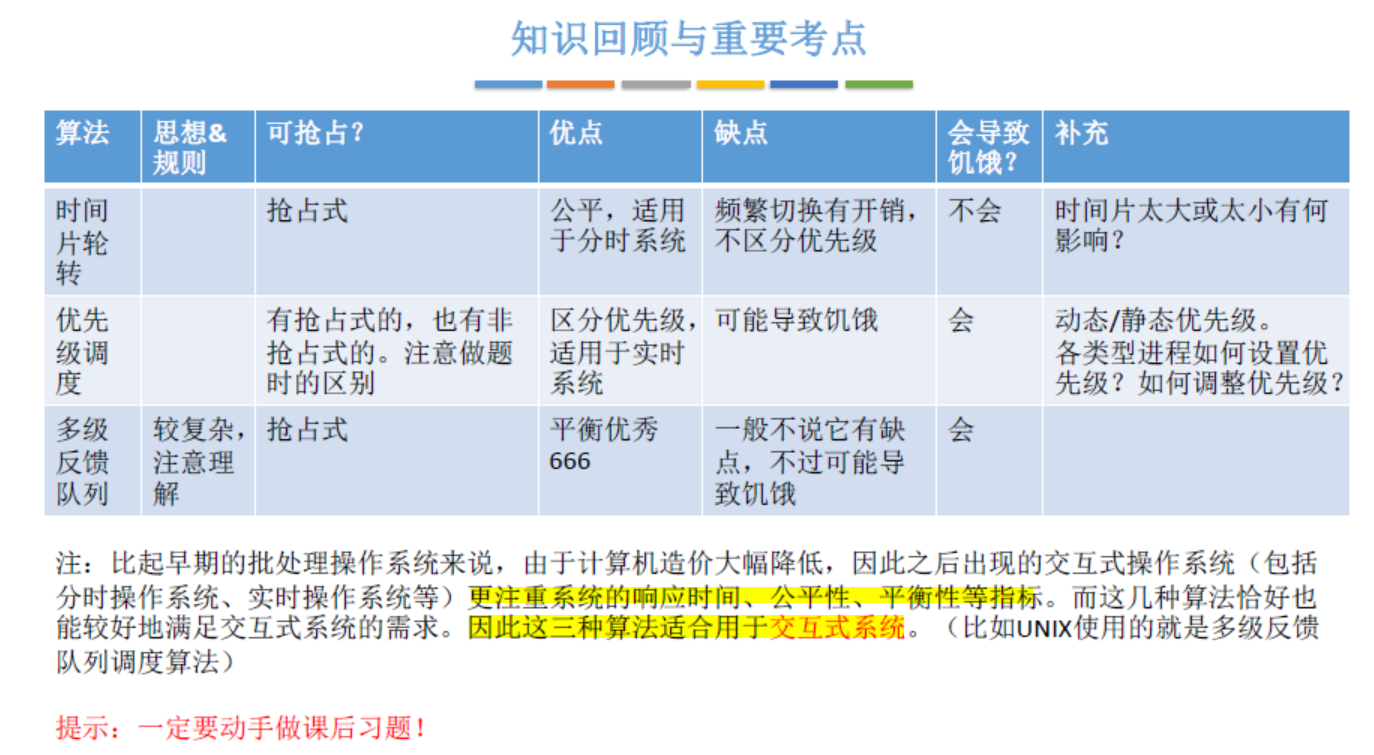 知识回顾与重要考点
算法
思想&
规则
可抢占？
优点
缺点
会导致
饥饿？
补充
时间
片轮
转
抢占式
公平，适用
于分时系统
频繁切换有开销，
不区分优先级
不会
时间片太大或太小有何
影响？
优先
级调
度
有抢占式的，也有非
抢占式的。注意做题
时的区别
区分优先级，
适用于实时
系统
可能导致饥饿
会
动态/静态优先级。
各类型进程如何设置优
先级？如何调整优先级？
多级
反馈
队列
较复杂，
注意理
解
抢占式
平衡优秀
666
一般不说它有缺
点，不过可能导
致饥饿
会
注：比起早期的批处理操作系统来说，由于计算机造价大幅降低，因此之后出现的交互式操作系统（包括
分时操作系统、实时操作系统等）更注重系统的响应时间、公平性、平衡性等指标。而这几种算法恰好也
能较好地满足交互式系统的需求。因此这三种算法适合用于交互式系统。（比如UNIX使用的就是多级反馈
队列调度算法）
提示：一定要动手做课后习题！